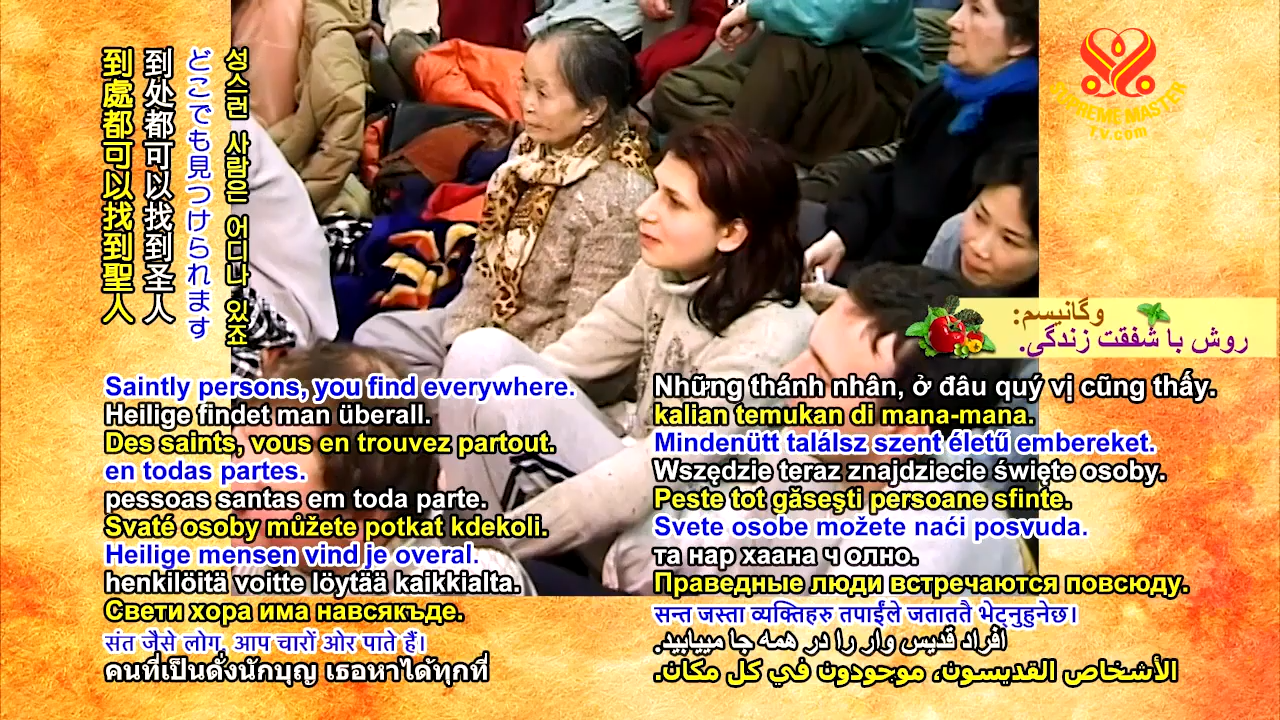 到處都可以找到聖人
到处都可以找到圣人
どこでも見つけられます
성스런 사람은 어디나 있죠
SUPREME MASTER
TV.com
وگانیسم:
روش با شفقت زندگی.
Saintly persons, you find everywhere.
Heilige findet man überall.
Des saints, vous en trouvez partout.
en todas partes.
pessoas santas em toda parte.
Svaté osoby můžete potkat kdekoli.
Heilige mensen vind je overal.
henkilöitä voitte löytää kaikkialta.
Свети хора има навсякъде.
संत जैसे लोग, आप चारों ओर पाते हैं।
คนที่เป็นดั่งนักบุญ เธอหาได้ทุกที่
Những thánh nhân, ở đâu quý vị cũng thấy.
kalian temukan di mana-mana.
Mindenütt találsz szent életű embereket.
Wszędzie teraz znajdziecie święte osoby.
Peste tot găseşti persoane sfinte.
Svete osobe možete naći posvuda.
та нар хаана ч олно.
Праведные люди встречаются повсюду.
सन्त जस्ता व्यक्तिहरु तपाईंले जताततै भेट्नुहुनेछ।
افراد قدیس وار را در همه جا مییابید.
الأشخاص القديسون، موجودون في كل مكان.